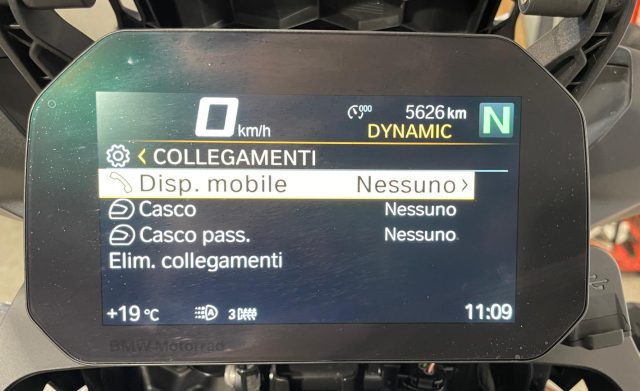 000 5626 km
0 km/h DYNAMIC N
< COLLEGAMENTI
Disp. mobile Nessuno >
Casco Nessuno
Casco pass. Nessuno
Elim. collegamenti
+19 °C A 3 11:09
BMW Motorrad